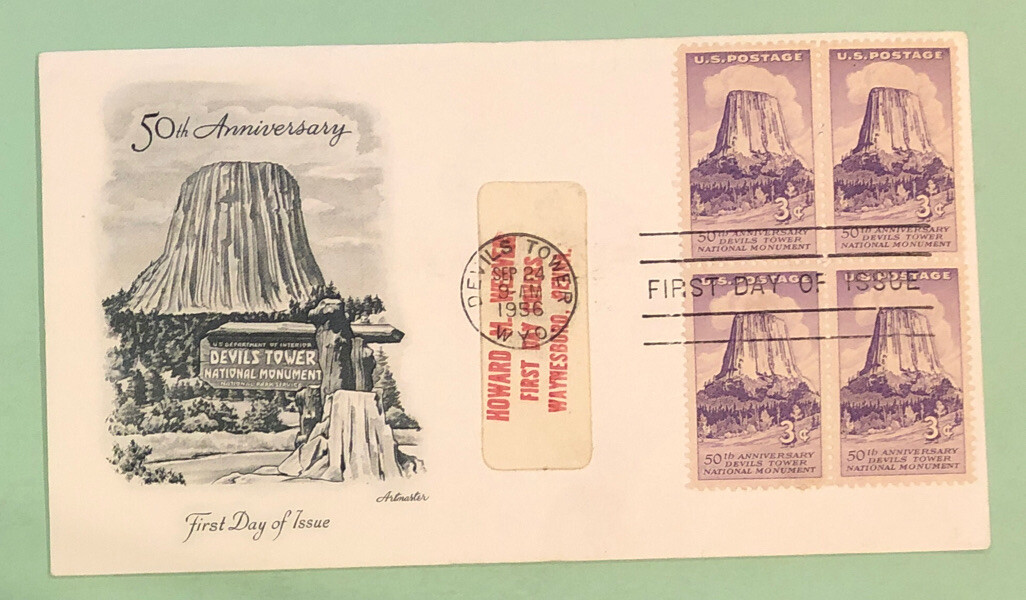 50th Anniversary
U.S. DEPARTMENT OF INTERIOR
DEVILS TOWER
NATIONAL MONUMENT
NATIONAL PARK SERVICE
Artmaster
First Day of Issue
DEVILS TOWER
SEP 24
9-AM
1956
WYO.
HOWARD M.
FIRST DAY
WAYNESBORO,
U.S. POSTAGE
3¢
50th ANNIVERSARY
DEVILS TOWER
NATIONAL MONUMENT
U.S. POSTAGE
3¢
50th ANNIVERSARY
DEVILS TOWER
NATIONAL MONUMENT
FIRST DAY OF ISSUE
U.S. POSTAGE
3¢
50th ANNIVERSARY
DEVILS TOWER
NATIONAL MONUMENT
U.S. POSTAGE
3¢
50th ANNIVERSARY
DEVILS TOWER
NATIONAL MONUMENT